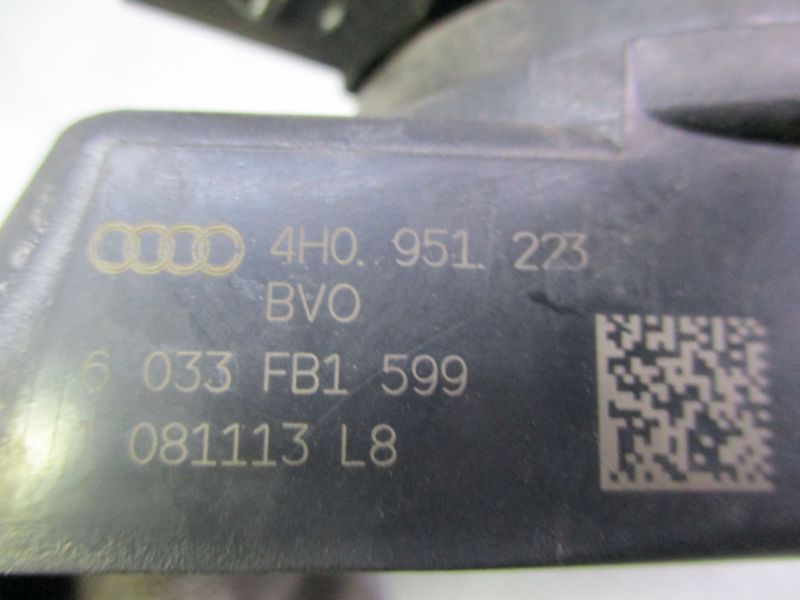 4H0. 951. 223
BVO
6 033 FB1 599
081113 L8